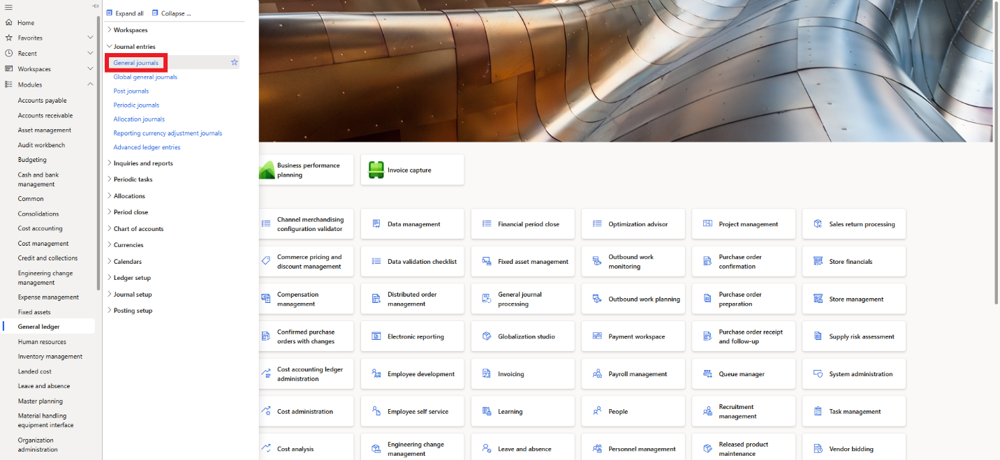 Home
Favorites
Recent
Workspaces
Modules
Accounts payable
Accounts receivable
Asset management
Audit workbench
Budgeting
Cash and bank
management
Common
Consolidations
Cost accounting
Cost management
Credit and collections
Engineering change
management
Expense management
Fixed assets
General ledger
Human resources
Inventory management
Landed cost
Leave and absence
Master planning
Material handling
equipment interface
Organization
administration
Expand all
Collapse ...
Workspaces
Journal entries
General journals
Global general journals
Post journals
Periodic journals
Allocation journals
Reporting currency adjustment journals
Advanced ledger entries
Inquiries and reports
Periodic tasks
Allocations
Period close
Chart of accounts
Currencies
Calendars
Ledger setup
Journal setup
Posting setup
Business performance
planning
Invoice capture
Channel merchandising
configuration validator
Data management
Financial period close
Optimization advisor
Project management
Sales return processing
Commerce pricing and
discount management
Data validation checklist
Fixed asset management
Outbound work
monitoring
Purchase order
confirmation
Store financials
Compensation
management
Distributed order
management
General journal
processing
Outbound work planning
Purchase order
preparation
Store management
Confirmed purchase
orders with changes
Electronic reporting
Globalization studio
Payment workspace
Purchase order receipt
and follow-up
Supply risk assessment
Cost accounting ledger
administration
Employee development
Invoicing
Payroll management
Queue manager
System administration
Cost administration
Employee self service
Learning
People
Recruitment
management
Task management
Cost analysis
Engineering change
management
Leave and absence
Personnel management
Released product
maintenance
Vendor bidding